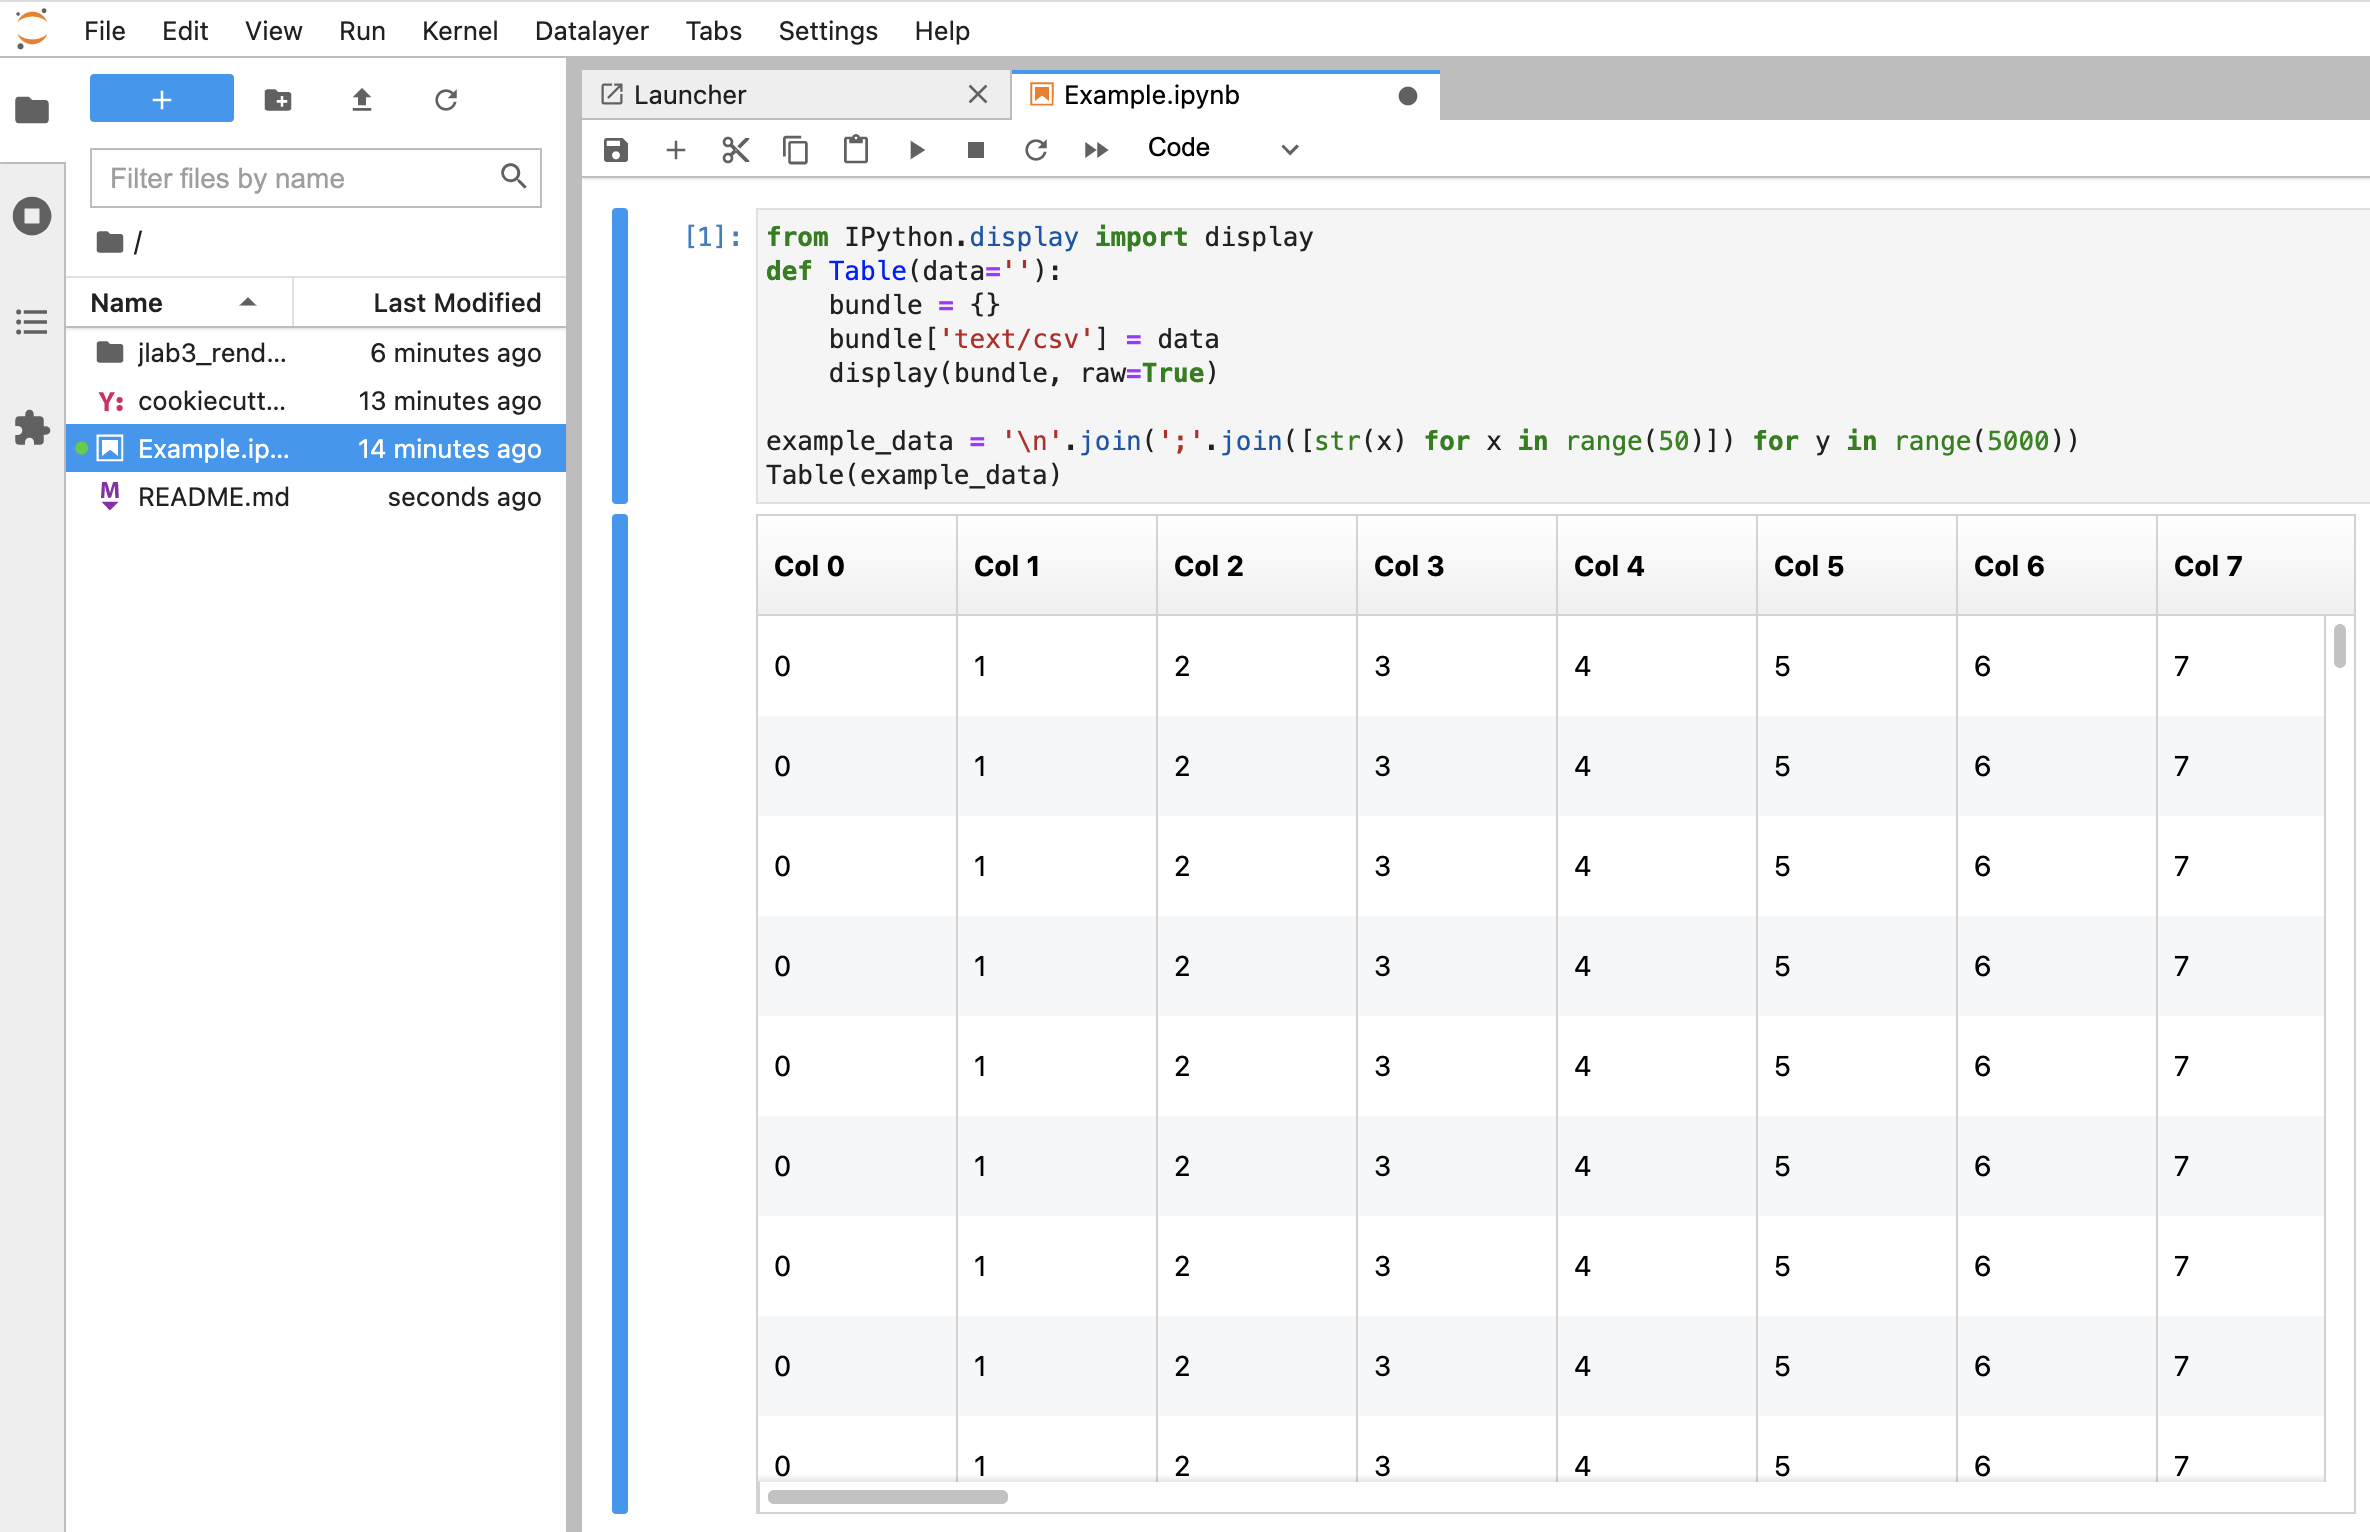 File Edit View Run Kernel Datalayer Tabs Settings Help
+
Filter files by name
/
Name Last Modified
jlab3_rend... 6 minutes ago
Y: cookiecutt... 13 minutes ago
Example.ip... 14 minutes ago
M README.md seconds ago
Launcher Example.ipynb
Code
[1]: from IPython.display import display
def Table(data=''):
    bundle = {}
    bundle['text/csv'] = data
    display(bundle, raw=True)
example_data = '\n'.join(';'.join([str(x) for x in range(50)]) for y in range(5000))
Table(example_data)
Col 0 Col 1 Col 2 Col 3 Col 4 Col 5 Col 6 Col 7
0 1 2 3 4 5 6 7
0 1 2 3 4 5 6 7
0 1 2 3 4 5 6 7
0 1 2 3 4 5 6 7
0 1 2 3 4 5 6 7
0 1 2 3 4 5 6 7
0 1 2 3 4 5 6 7
0 1 2 3 4 5 6 7
0 1 2 3 4 5 6 7